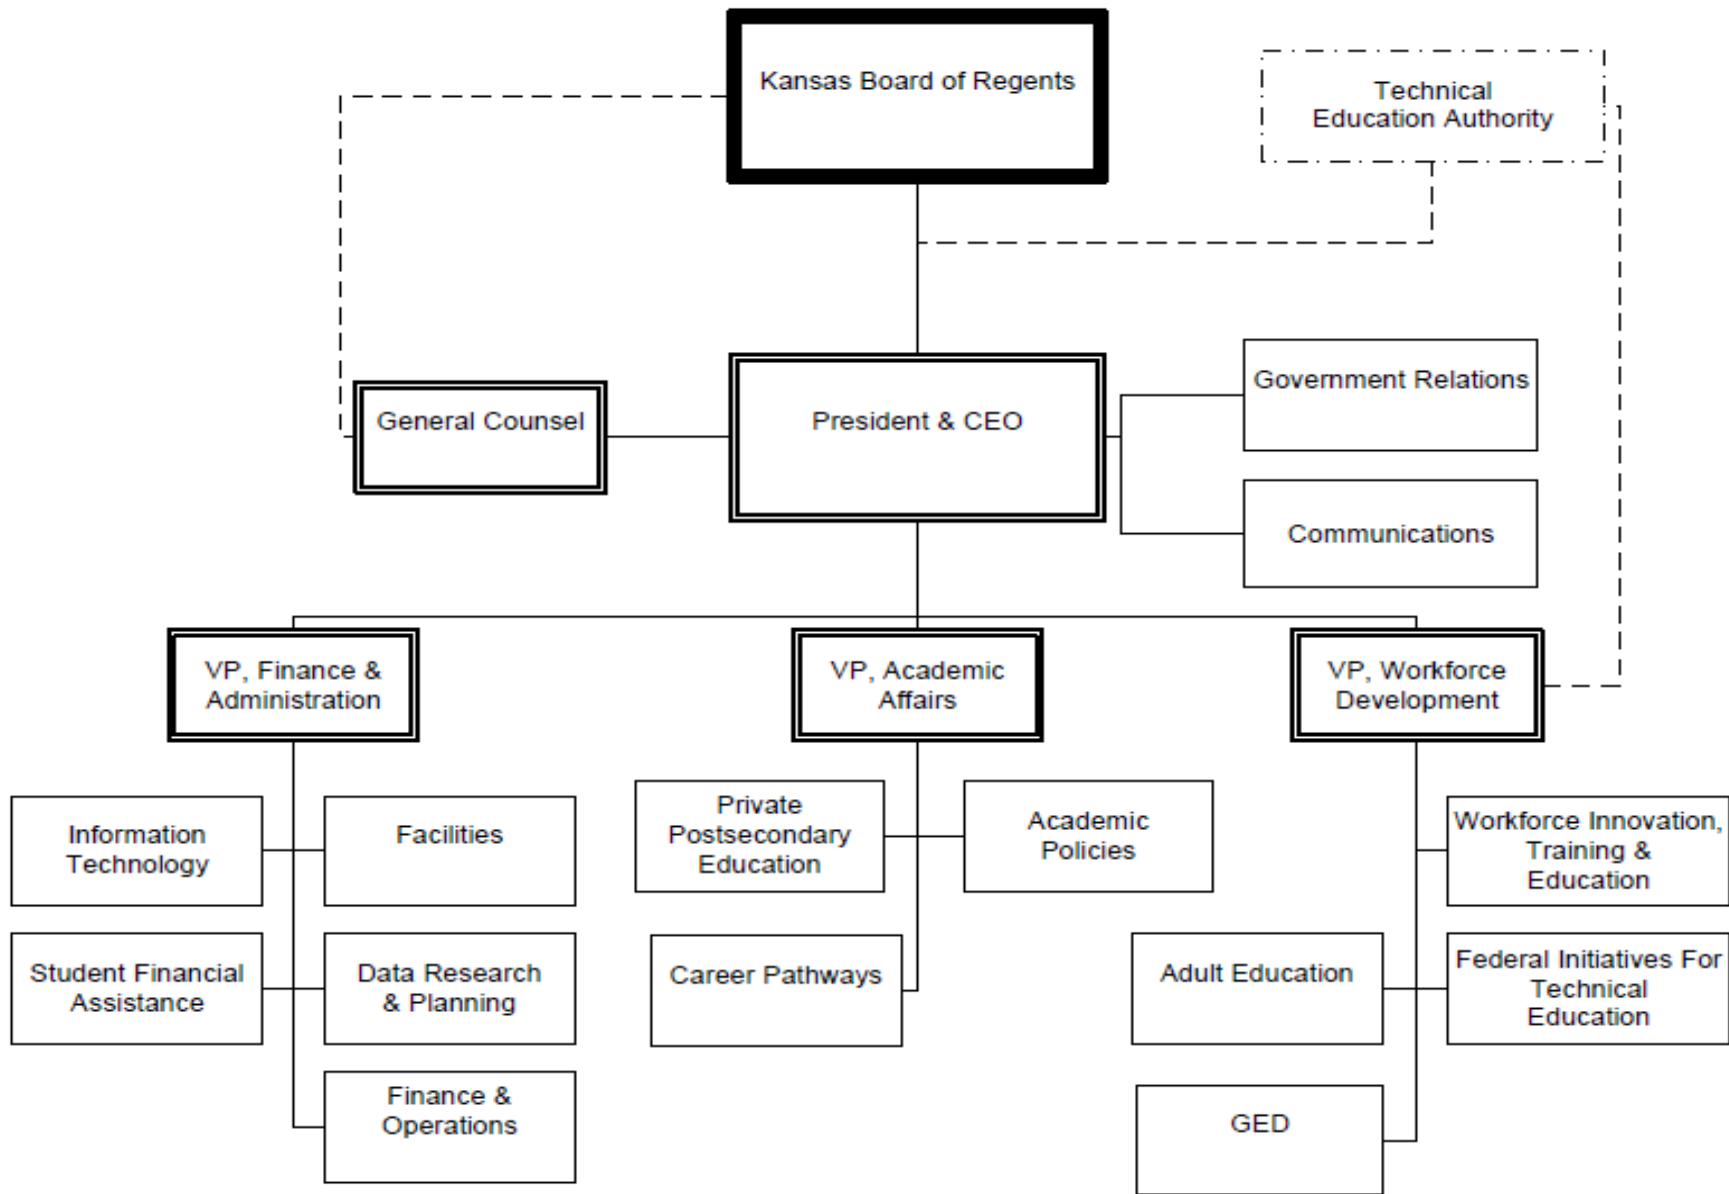 Kansas Board of Regents
Technical
Education Authority
Government Relations
General Counsel
President & CEO
Communications
VP, Finance &
Administration
VP, Academic
Affairs
VP, Workforce
Development
Information
Technology
Facilities
Private
Postsecondary
Education
Academic
Policies
Workforce Innovation,
Training &
Education
Student Financial
Assistance
Data Research
& Planning
Career Pathways
Adult Education
Federal Initiatives For
Technical
Education
Finance &
Operations
GED